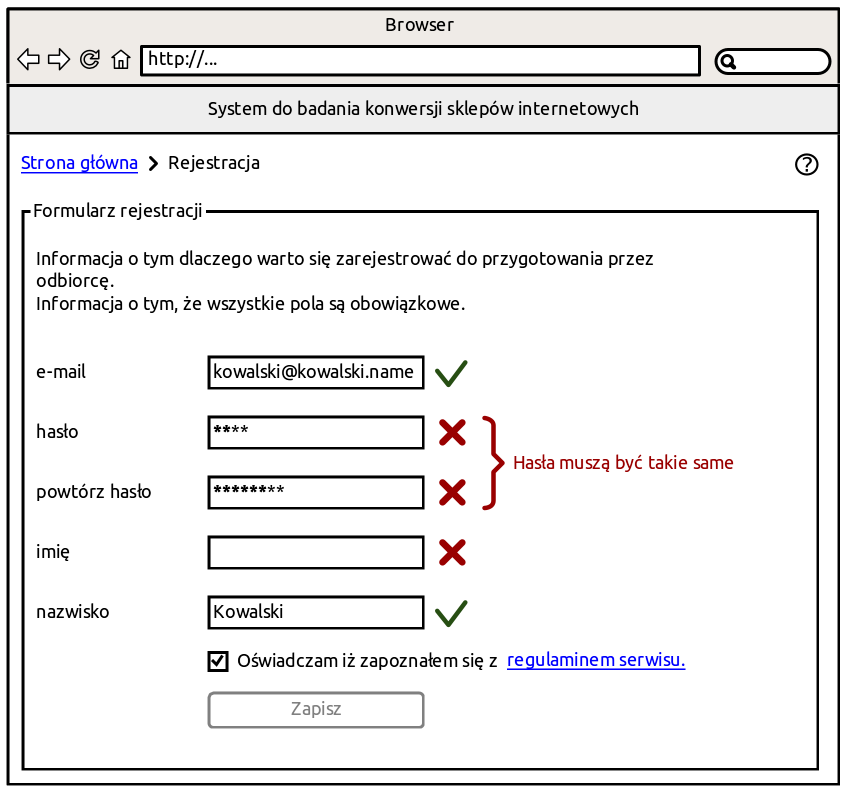 Browser
http://...
System do badania konwersji sklepów internetowych
Strona główna > Rejestracja
?
Formularz rejestracji
Informacja o tym dlaczego warto się zarejestrować do przygotowania przez
odbiorcę.
Informacja o tym, że wszystkie pola są obowiązkowe.
e-mail kowalski@kowalski.name
hasło ****
Hasła muszą być takie same
powtórz hasło ********
imię
nazwisko Kowalski
Oświadczam iż zapoznałem się z regulaminem serwisu.
Zapisz